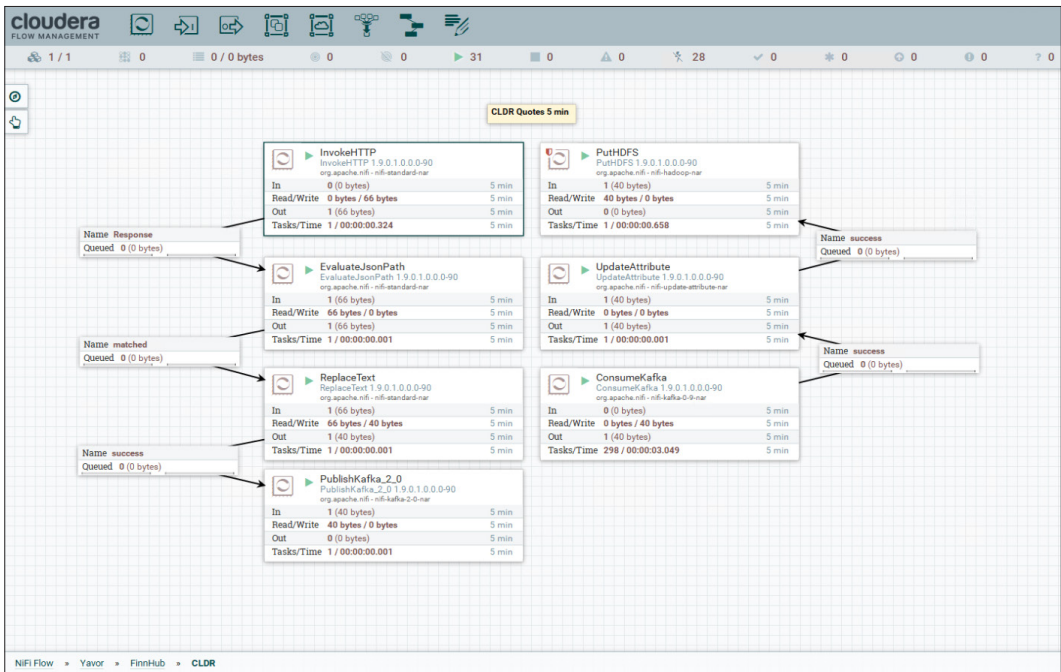 cloudera
FLOW MANAGEMENT
1 / 1 0 0 / 0 bytes 0 0 31 0 0 28 0 0 0 0 ? 0
CLDR Quotes 5 min
InvokeHTTP
InvokeHTTP 1.9.0.1.0.0.0-90
org.apache.nifi - nifi-standard-nar
In 0 (0 bytes) 5 min
Read/Write 0 bytes / 66 bytes 5 min
Out 1 (66 bytes) 5 min
Tasks/Time 1 / 00:00:00.324 5 min
Name Response
Queued 0 (0 bytes)
EvaluateJsonPath
EvaluateJsonPath 1.9.0.1.0.0.0-90
org.apache.nifi - nifi-standard-nar
In 1 (66 bytes) 5 min
Read/Write 66 bytes / 0 bytes 5 min
Out 1 (66 bytes) 5 min
Tasks/Time 1 / 00:00:00.001 5 min
Name matched
Queued 0 (0 bytes)
ReplaceText
ReplaceText 1.9.0.1.0.0.0-90
org.apache.nifi - nifi-standard-nar
In 1 (66 bytes) 5 min
Read/Write 66 bytes / 40 bytes 5 min
Out 1 (40 bytes) 5 min
Tasks/Time 1 / 00:00:00.001 5 min
Name success
Queued 0 (0 bytes)
PublishKafka_2_0
PublishKafka_2_0 1.9.0.1.0.0.0-90
org.apache.nifi - nifi-kafka-2-0-nar
In 1 (40 bytes) 5 min
Read/Write 40 bytes / 0 bytes 5 min
Out 0 (0 bytes) 5 min
Tasks/Time 1 / 00:00:00.001 5 min
PutHDFS
PutHDFS 1.9.0.1.0.0.0-90
org.apache.nifi - nifi-hadoop-nar
In 1 (40 bytes) 5 min
Read/Write 40 bytes / 0 bytes 5 min
Out 0 (0 bytes) 5 min
Tasks/Time 1 / 00:00:00.658 5 min
Name success
Queued 0 (0 bytes)
UpdateAttribute
UpdateAttribute 1.9.0.1.0.0.0-90
org.apache.nifi - nifi-update-attribute-nar
In 1 (40 bytes) 5 min
Read/Write 0 bytes / 0 bytes 5 min
Out 1 (40 bytes) 5 min
Tasks/Time 1 / 00:00:00.001 5 min
Name success
Queued 0 (0 bytes)
ConsumeKafka
ConsumeKafka 1.9.0.1.0.0.0-90
org.apache.nifi - nifi-kafka-0-9-nar
In 0 (0 bytes) 5 min
Read/Write 0 bytes / 40 bytes 5 min
Out 1 (40 bytes) 5 min
Tasks/Time 298 / 00:00:03.049 5 min
NiFi Flow » Yavor » FinnHub » CLDR